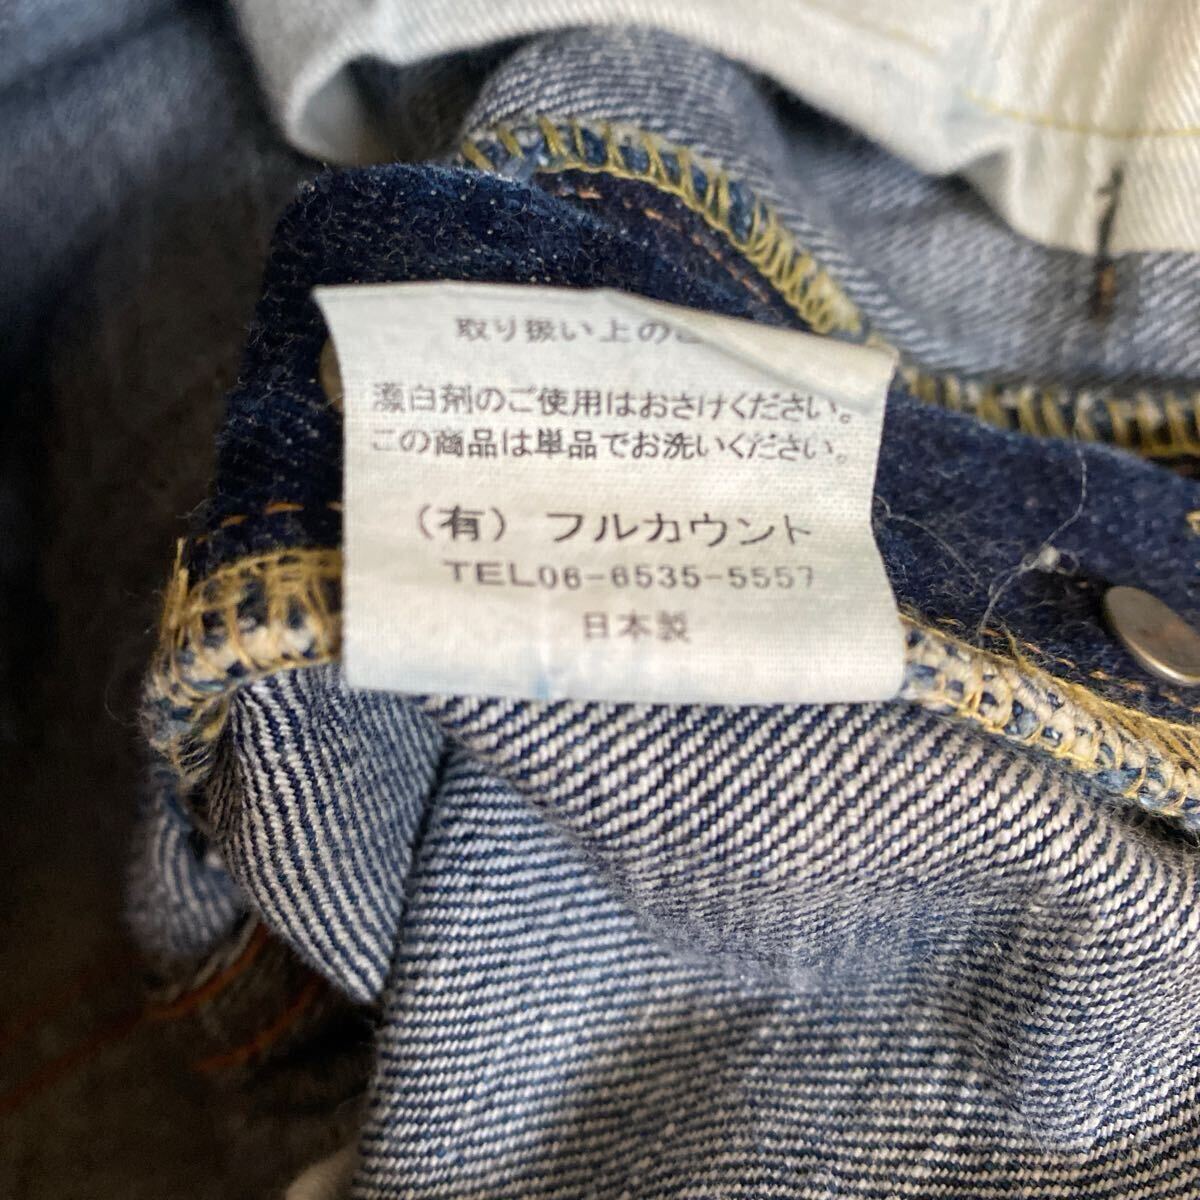 取り扱い上のご
漂白剤のご使用はおさけください。
この商品は単品でお洗いください。
(有) フルカウント
TEL06-6535-5557
日本製